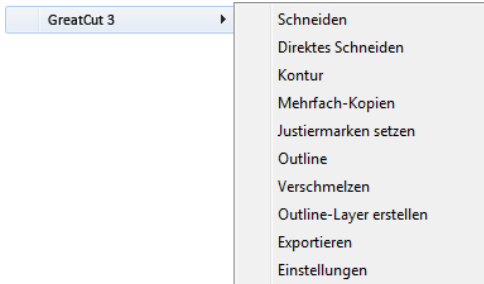 GreatCut 3
Schneiden
Direktes Schneiden
Kontur
Mehrfach-Kopien
Justiermarken setzen
Outline
Verschmelzen
Outline-Layer erstellen
Exportieren
Einstellungen